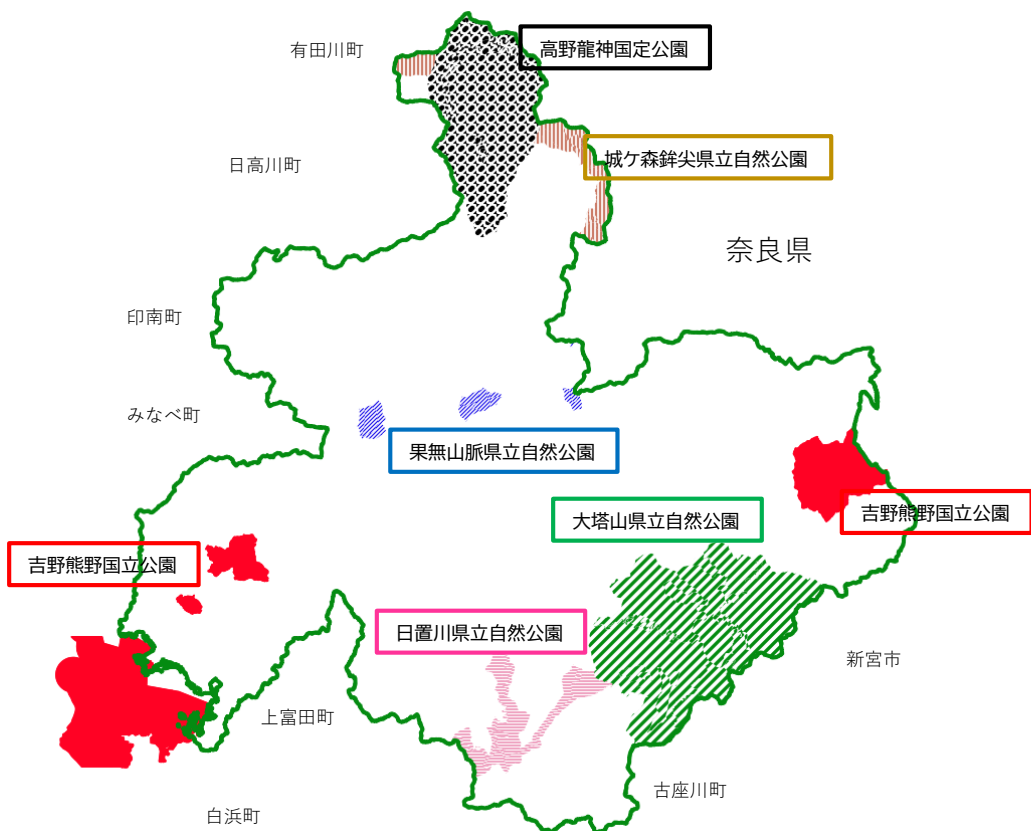 有田川町
高野龍神国定公園
日高川町
城ケ森鉾尖県立自然公園
奈良県
印南町
みなべ町
果無山脈県立自然公園
大塔山県立自然公園
吉野熊野国立公園
吉野熊野国立公園
日置川県立自然公園
新宮市
上富田町
古座川町
白浜町